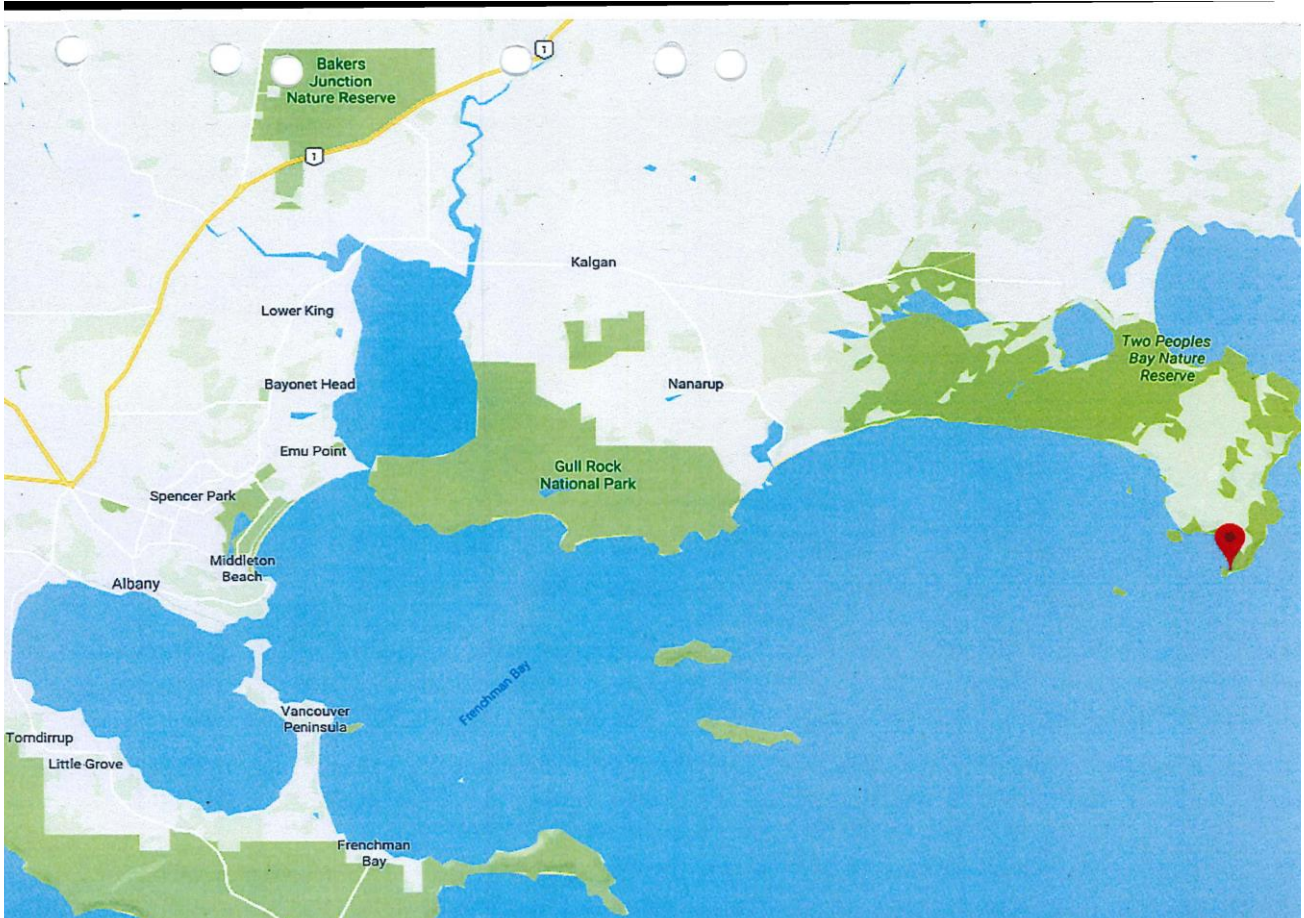 1
Bakers
Junction
Nature Reserve
1
Kalgan
Lower King
Two Peoples
Bay Nature
Reserve
Bayonet Head
Nanarup
Emu Point
Gull Rock
National Park
Spencer Park
Middleton
Beach
Albany
Frenchman Bay
Vancouver
Peninsula
Torndirrup
Little Grove
Frenchman
Bay